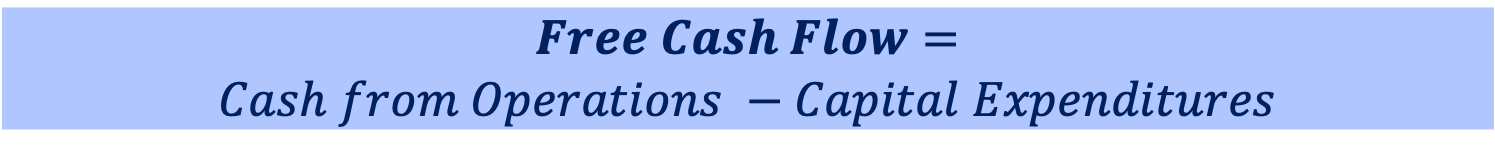 Free Cash Flow =
Cash from Operations − Capital Expenditures